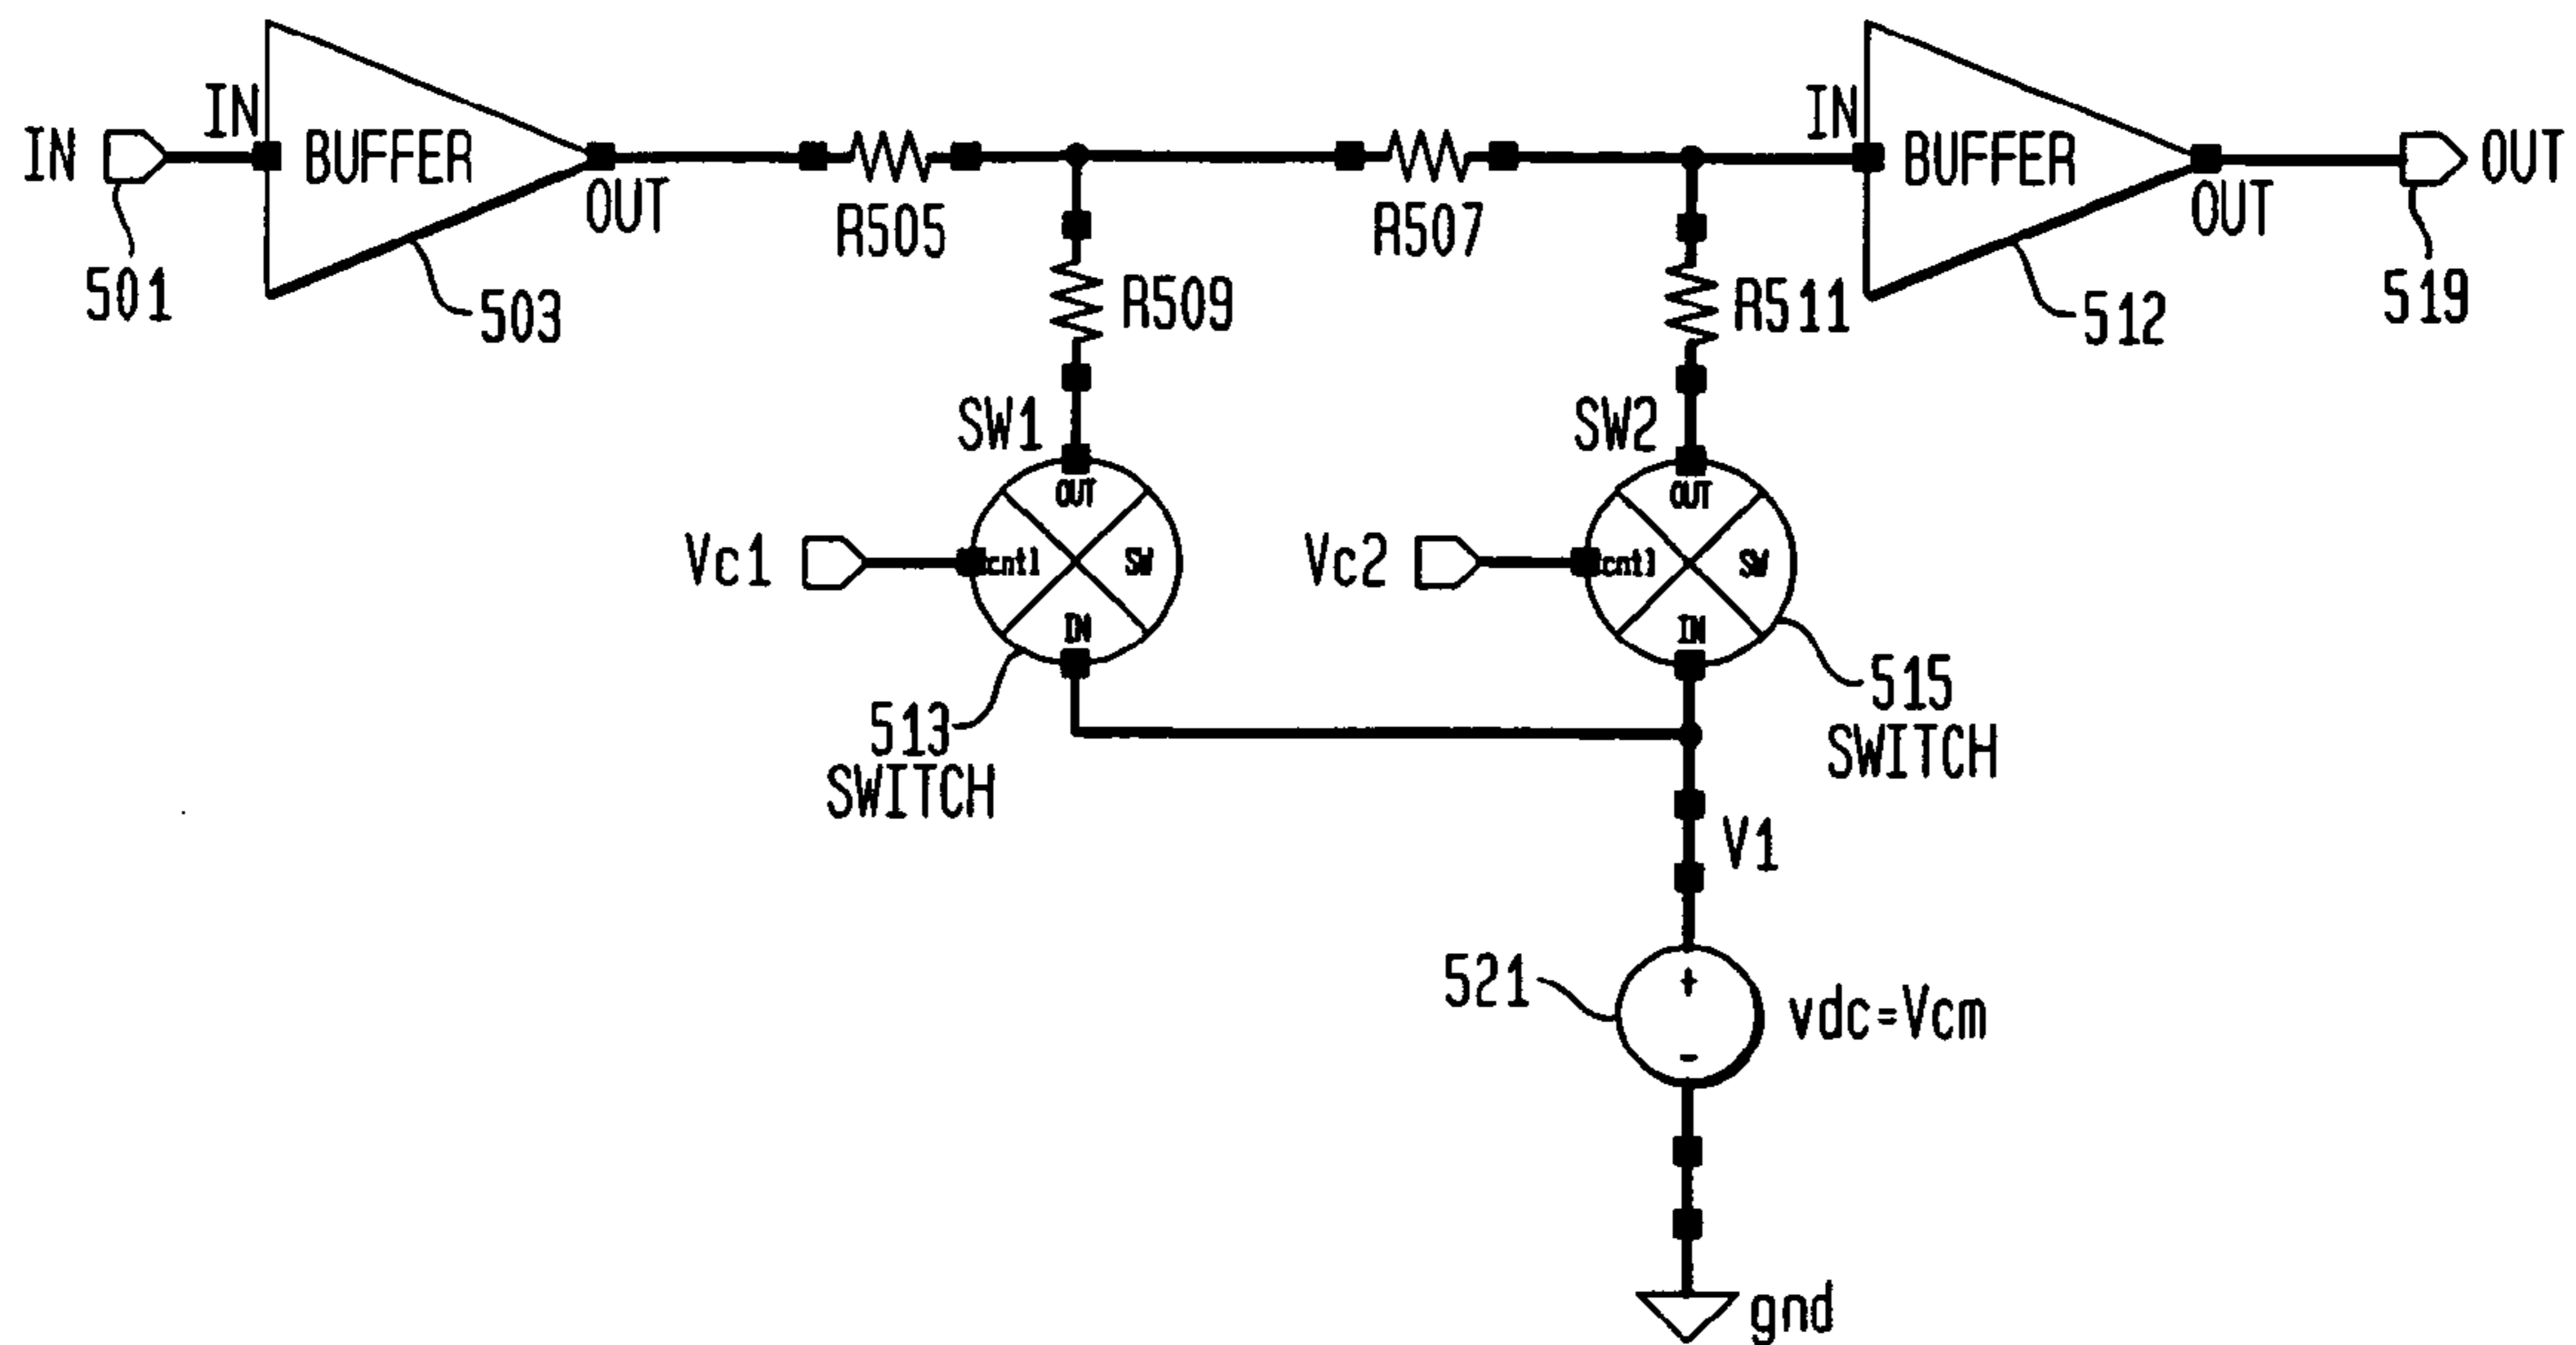 IN
IN
BUFFER
OUT
501
503
R505
R507
R509
R511
IN
BUFFER
OUT
OUT
512
519
SW1
OUT
cntl
SW
IN
Vc1
513
SWITCH
SW2
OUT
cntl
SW
IN
Vc2
515
SWITCH
V1
521
+
-
vdc=Vcm
gnd